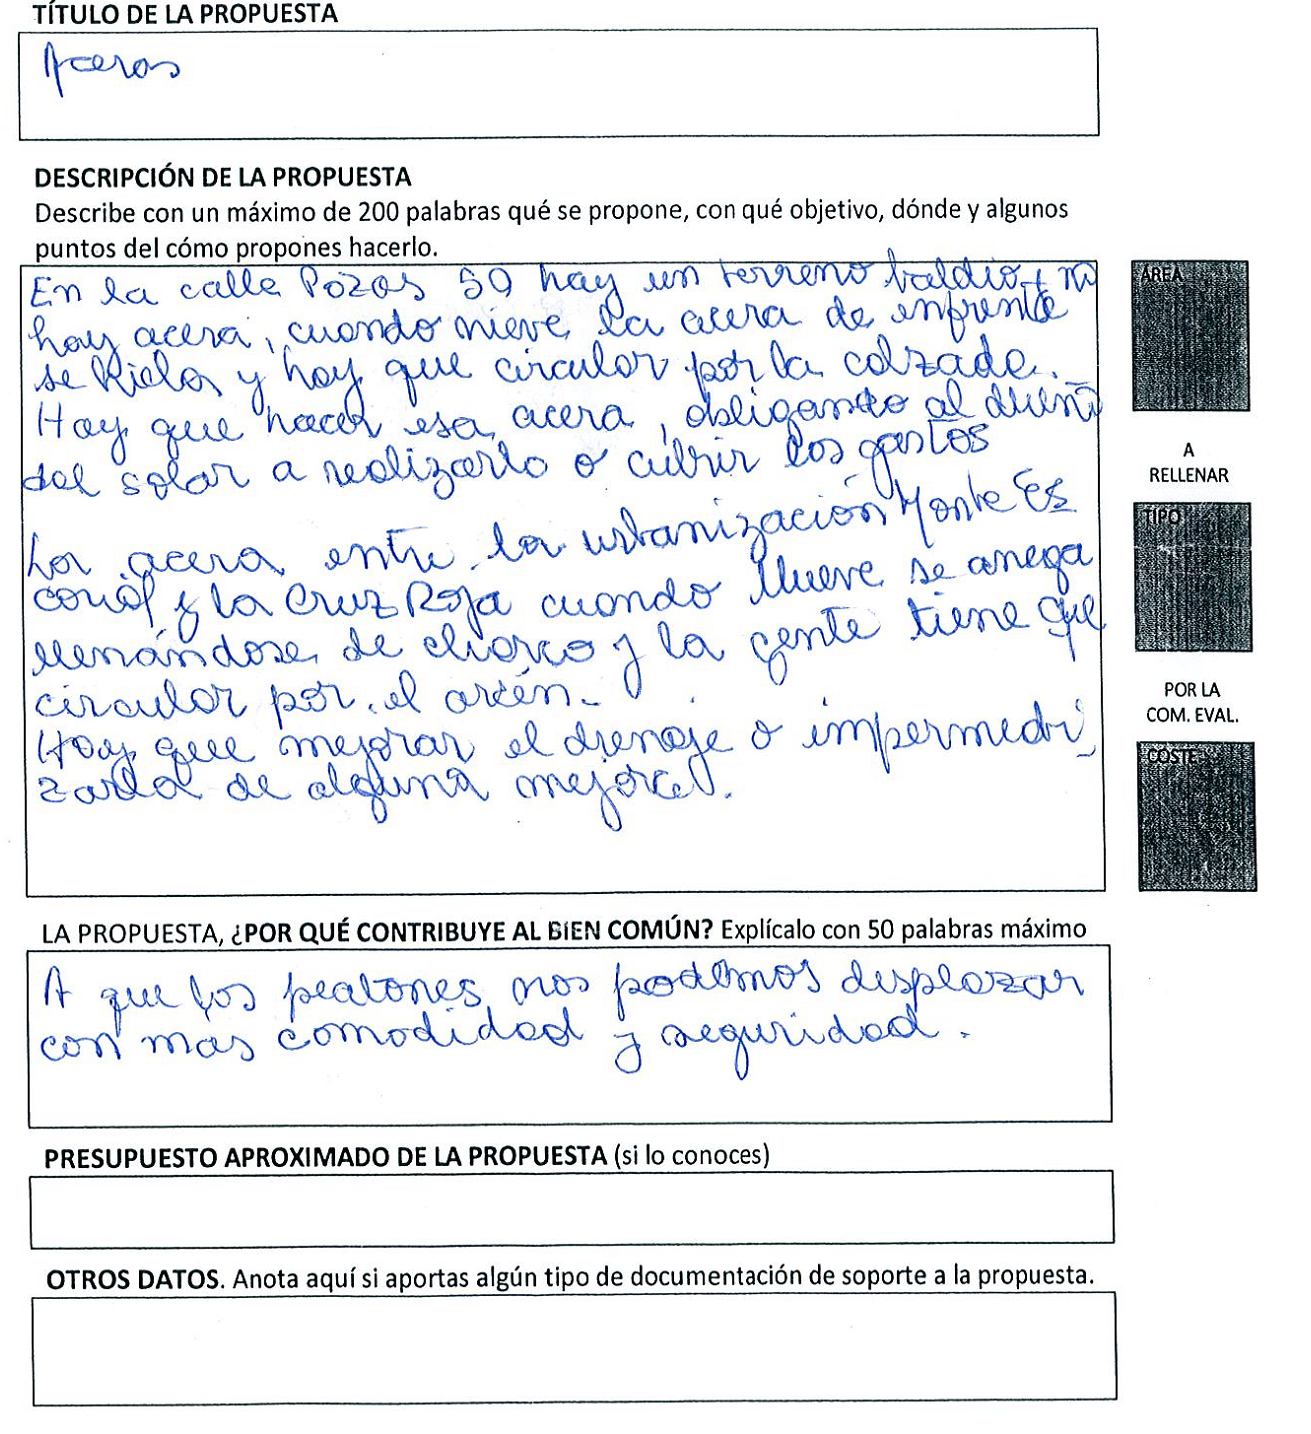 TÍTULO DE LA PROPUESTA
Aceras
DESCRIPCIÓN DE LA PROPUESTA
Describe con un máximo de 200 palabras qué se propone, con qué objetivo, dónde y algunos
puntos del cómo propones hacerlo.
En la calle Pozas 59 hay un terreno baldío y no
hay acera, cuando nieva la acera de enfrente
se hiela y hay que circular por la calzada.
Hay que hacer esa acera, obligando al dueño
del solar a realizarlo o cubrir los gastos
La acera entre la urbanización Monte Es
corial y la Cruz Roja cuando llueve se anega
llenándose de charco y la gente tiene que
circular por el arcén.
Hay que mejorar el drenaje o impermedi
zarla de alguna mejora.
ÁREA
A
RELLENAR
TIPO
POR LA
COM. EVAL.
COSTE
LA PROPUESTA, ¿POR QUÉ CONTRIBUYE AL BIEN COMÚN? Explícalo con 50 palabras máximo
A que los peatones nos podamos desplazar
con mas comodidad y seguridad.
PRESUPUESTO APROXIMADO DE LA PROPUESTA (si lo conoces)
OTROS DATOS. Anota aquí si aportas algún tipo de documentación de soporte a la propuesta.